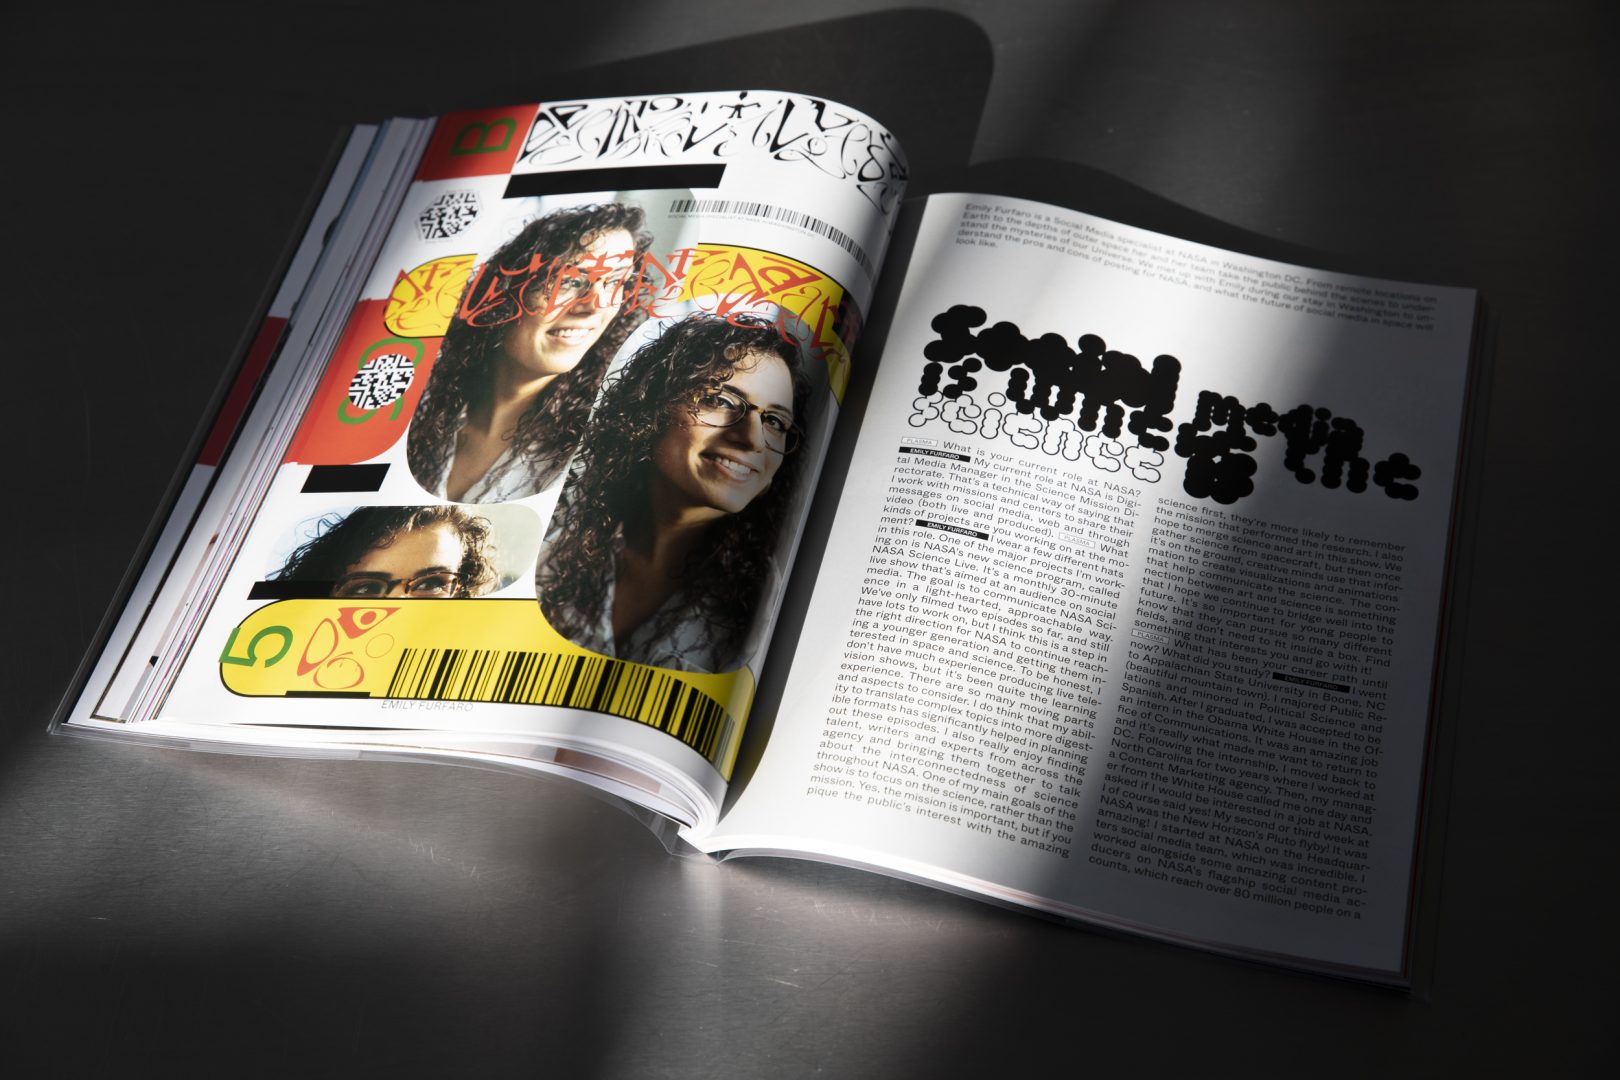 B
SOCIAL MEDIA SPECIALIST AT NASA IN WASHINGTON DC
5
EMILY FURFARO
Emily Furfaro is a Social Media specialist at NASA in Washington DC. From remote locations on
Earth to the depths of outer space her and her team take the public behind the scenes to under-
stand the mysteries of our Universe. We met up with Emily during our stay in Washington to un-
derstand the pros and cons of posting for NASA, and what the future of social media in space will
look like.
Social media
is the
science
PLASMA What is your current role at NASA?
EMILY FURFARO My current role at NASA is Digi-
tal Media Manager in the Science Mission Di-
rectorate. That's a technical way of saying that
I work with missions and centers to share their
messages on social media, web and through
video (both live and produced). PLASMA What
kinds of projects are you working on at the mo-
ment? EMILY FURFARO I wear a few different hats
in this role. One of the major projects I'm work-
ing on is NASA's new science program, called
NASA Science Live. It's a monthly 30-minute
live show that's aimed at an audience on social
media. The goal is to communicate NASA Sci-
ence in a light-hearted, approachable way.
We've only filmed two episodes so far, and still
have lots to work on, but I think this is a step in
the right direction for NASA to continue reach-
ing a younger generation and getting them in-
terested in space and science. To be honest, I
don't have much experience producing live tele-
vision shows, but it's been quite the learning
experience. There are so many moving parts
and aspects to consider. I do think that my abil-
ity to translate complex topics into more digest-
ible formats has significantly helped in planning
out these episodes. I also really enjoy finding
talent, writers and experts from across the
agency and bringing them together to talk
about the interconnectedness of science
throughout NASA. One of my main goals of the
show is to focus on the science, rather than the
mission. Yes, the mission is important, but if you
pique the public's interest with the amazing
science first, they're more likely to remember
the mission that performed the research. I also
hope to merge science and art in this show. We
gather science from spacecraft, but then once
it's on the ground, creative minds use that infor-
mation to create visualizations and animations
that help communicate the science. The con-
nection between art and science is something
that I hope we continue to bridge well into the
future. It's so important for young people to
know that they can pursue so many different
fields, and don't need to fit inside a box. Find
something that interests you and go with it!
PLASMA What has been your career path until
now? What did you study? EMILY FURFARO I went
to Appalachian State University in Boone, NC
(beautiful mountain town). I majored Public Re-
lations and minored in Political Science and
Spanish. After I graduated, I was accepted to be
an intern in the Obama White House in the Of-
fice of Communications. It was an amazing job
and it's really what made me want to return to
DC. Following the internship, I moved back to
North Carolina for two years where I worked at
a Content Marketing agency. Then, my manag-
er from the White House called me one day and
asked if I would be interested in a job at NASA.
I of course said yes! My second or third week at
NASA was the New Horizon's Pluto flyby! It was
amazing! I started at NASA on the Headquar-
ters social media team, which was incredible. I
worked alongside some amazing content pro-
ducers on NASA's flagship social media ac-
counts, which reach over 80 million people on a